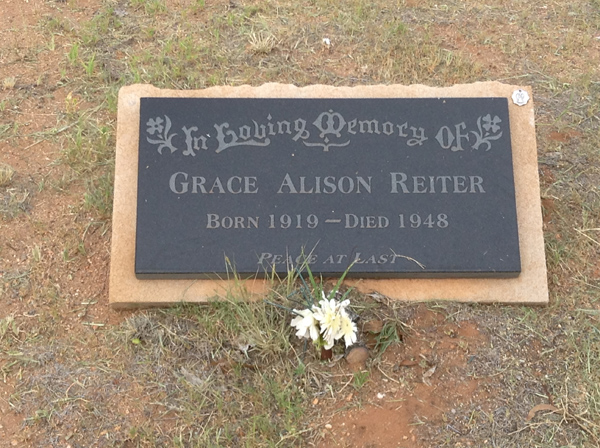 In Loving Memory Of
GRACE ALISON REITER
BORN 1919 – DIED 1948
PEACE AT LAST